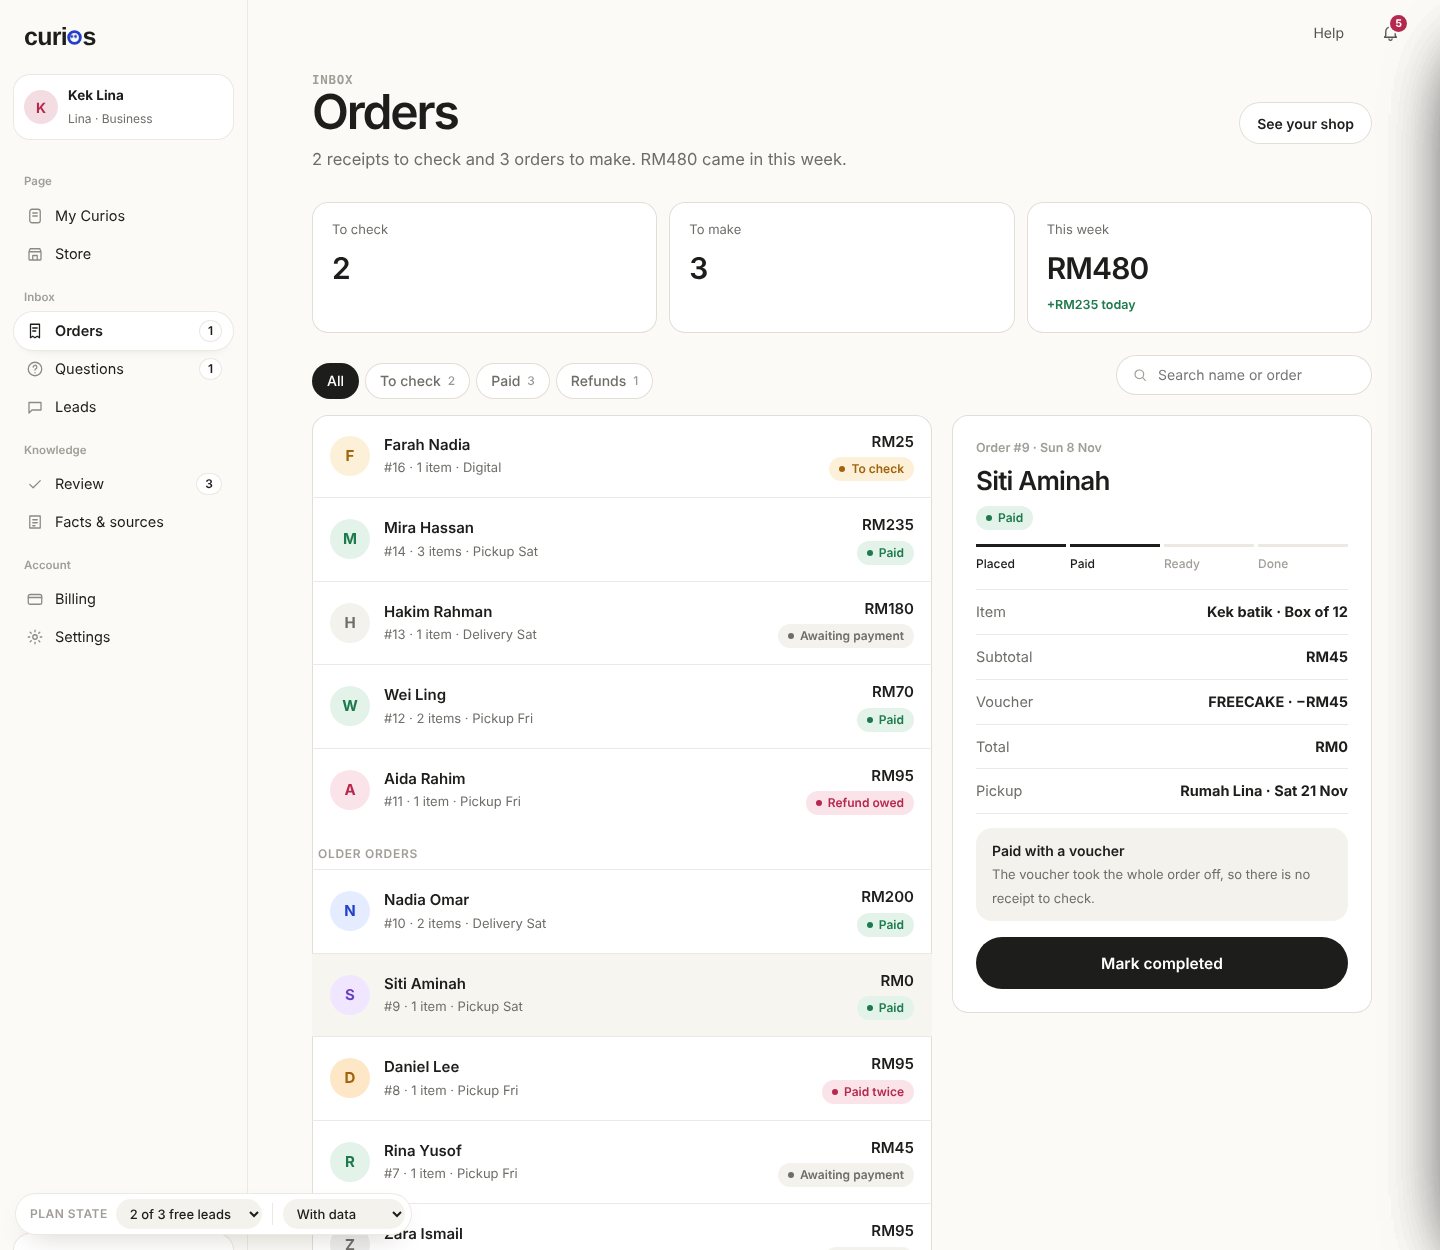 curios
K
Kek Lina
Lina · Business
Page
My Curios
Store
Inbox
Orders 1
Questions 1
Leads
Knowledge
Review 3
Facts & sources
Account
Billing
Settings
Help
5
INBOX
Orders
See your shop
2 receipts to check and 3 orders to make. RM480 came in this week.
To check
2
To make
3
This week
RM480
+RM235 today
All
To check 2
Paid 3
Refunds 1
Search name or order
F
Farah Nadia
RM25
#16 · 1 item · Digital
To check
M
Mira Hassan
RM235
#14 · 3 items · Pickup Sat
Paid
H
Hakim Rahman
RM180
#13 · 1 item · Delivery Sat
Awaiting payment
W
Wei Ling
RM70
#12 · 2 items · Pickup Fri
Paid
A
Aida Rahim
RM95
#11 · 1 item · Pickup Fri
Refund owed
OLDER ORDERS
N
Nadia Omar
RM200
#10 · 2 items · Delivery Sat
Paid
S
Siti Aminah
RM0
#9 · 1 item · Pickup Sat
Paid
D
Daniel Lee
RM95
#8 · 1 item · Pickup Fri
Paid twice
R
Rina Yusof
RM45
#7 · 1 item · Pickup Fri
Awaiting payment
Z
Zara Ismail
RM95
Order #9 · Sun 8 Nov
Siti Aminah
Paid
Placed
Paid
Ready
Done
Item
Kek batik · Box of 12
Subtotal
RM45
Voucher
FREECAKE · −RM45
Total
RM0
Pickup
Rumah Lina · Sat 21 Nov
Paid with a voucher
The voucher took the whole order off, so there is no
receipt to check.
Mark completed
PLAN STATE
2 of 3 free leads
With data